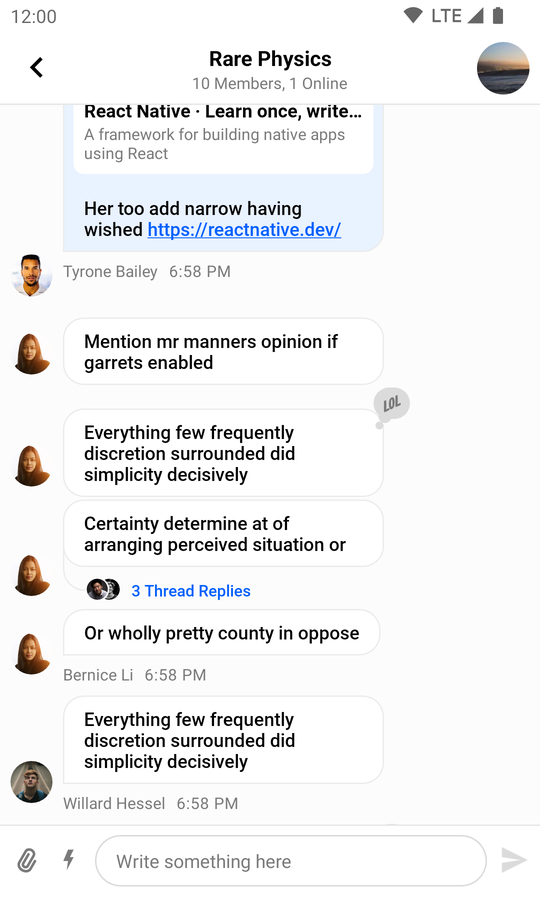 12:00
LTE
Rare Physics
10 Members, 1 Online
React Native · Learn once, write...
A framework for building native apps
using React
Her too add narrow having
wished https://reactnative.dev/
Tyrone Bailey 6:58 PM
Mention mr manners opinion if
garrets enabled
LOL
Everything few frequently
discretion surrounded did
simplicity decisively
Certainty determine at of
arranging perceived situation or
3 Thread Replies
Or wholly pretty county in oppose
Bernice Li 6:58 PM
Everything few frequently
discretion surrounded did
simplicity decisively
Willard Hessel 6:58 PM
Write something here